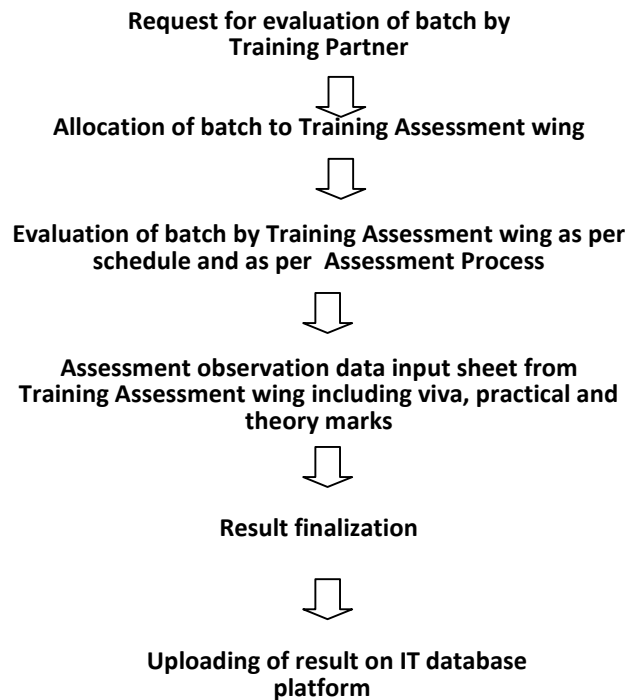 Request for evaluation of batch by
Training Partner
Allocation of batch to Training Assessment wing
Evaluation of batch by Training Assessment wing as per
schedule and as per Assessment Process
Assessment observation data input sheet from
Training Assessment wing including viva, practical and
theory marks
Result finalization
Uploading of result on IT database
platform